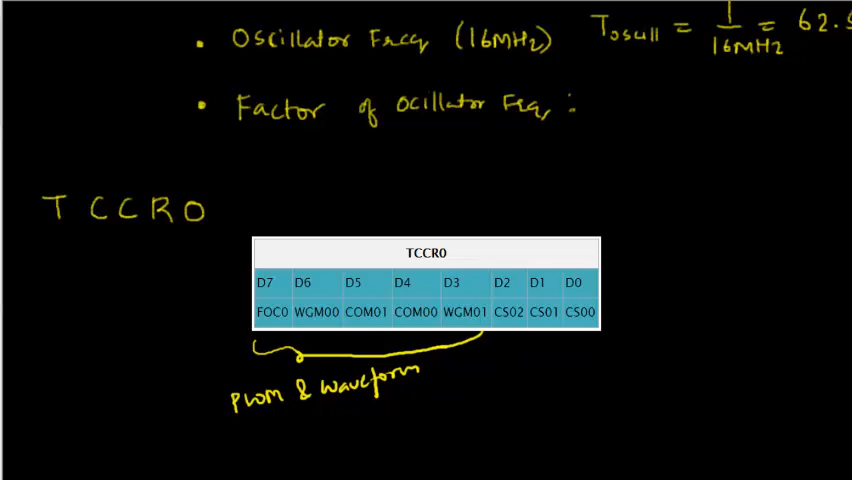 • Oscillator Freq (16MHz) Toscill = 1/16MHz = 62.5
• Factor of Ocillator Freq :
TCCR0
TCCR0
D7 D6 D5 D4 D3 D2 D1 D0
FOC0 WGM00 COM01 COM00 WGM01 CS02 CS01 CS00
PWM & Waveform